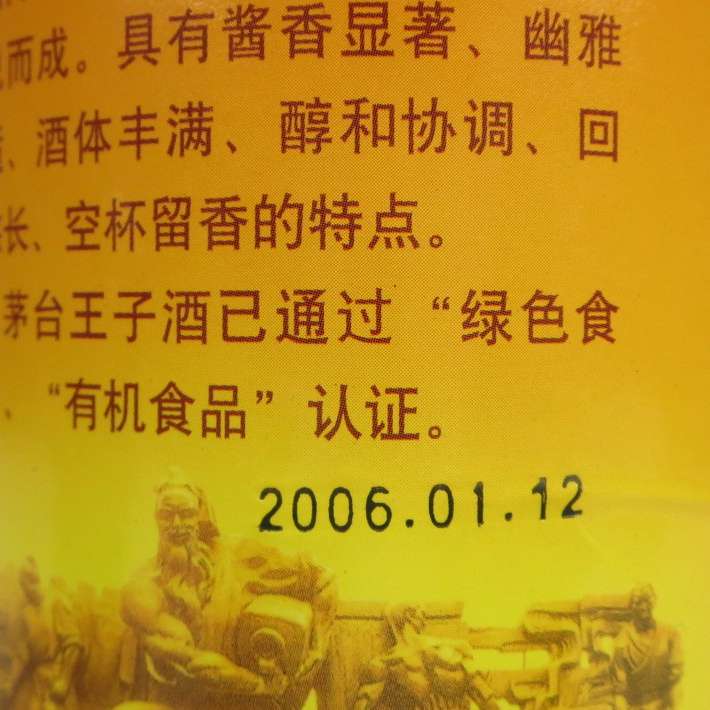 而成。具有酱香显著、幽雅
、酒体丰满、醇和协调、回
长、空杯留香的特点。
茅台王子酒已通过“绿色食
、“有机食品”认证。
2006.01.12